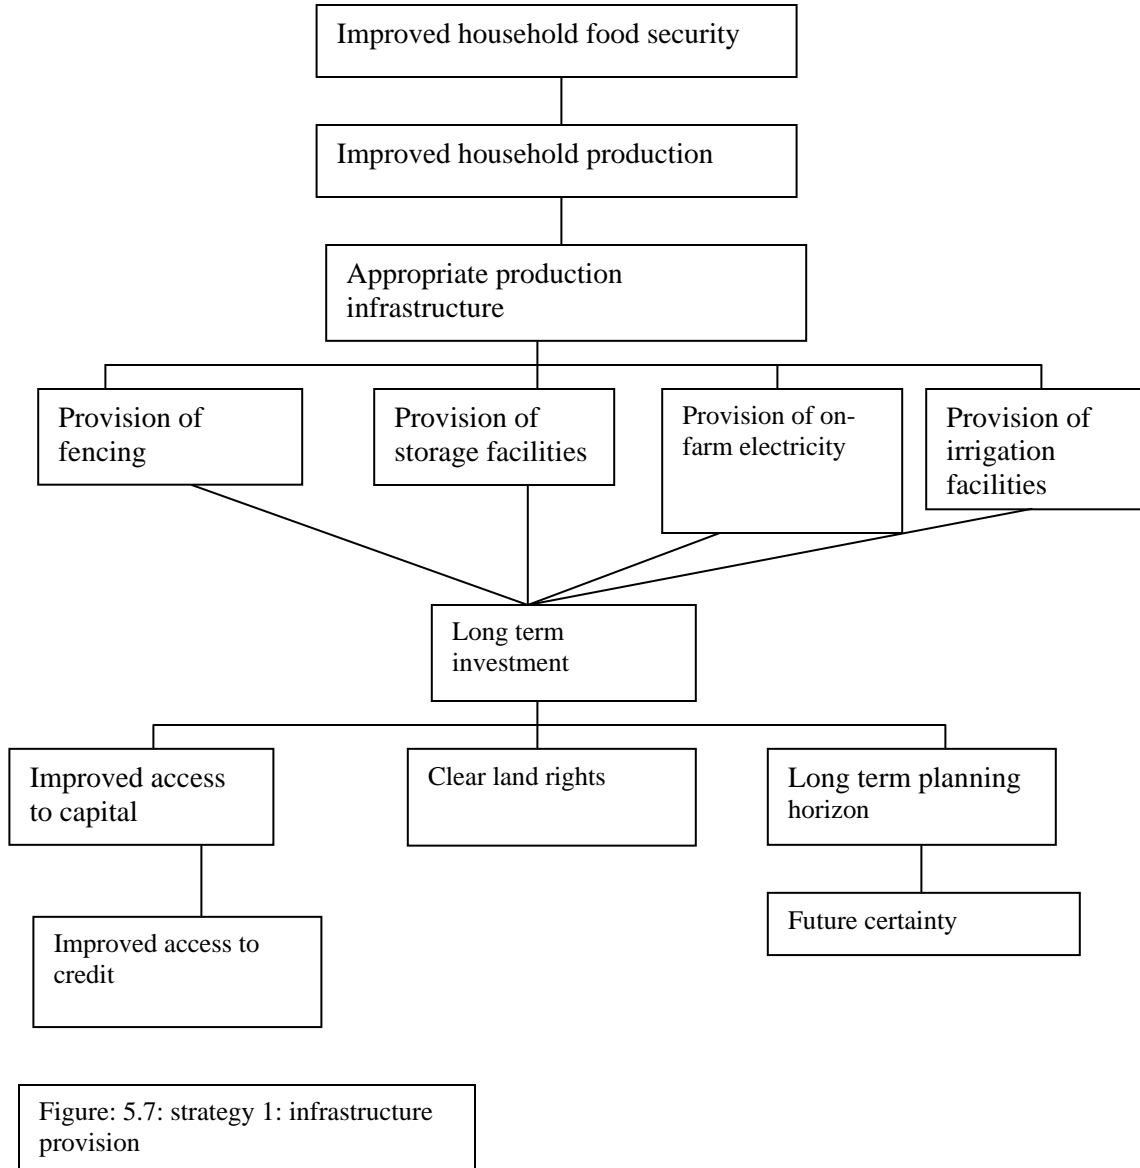 Improved household food security
Improved household production
Appropriate production
infrastructure
Provision of
fencing
Provision of
storage facilities
Provision of on-
farm electricity
Provision of
irrigation
facilities
Long term
investment
Improved access
to capital
Clear land rights
Long term planning
horizon
Improved access to
credit
Future certainty
Figure: 5.7: strategy 1: infrastructure
provision